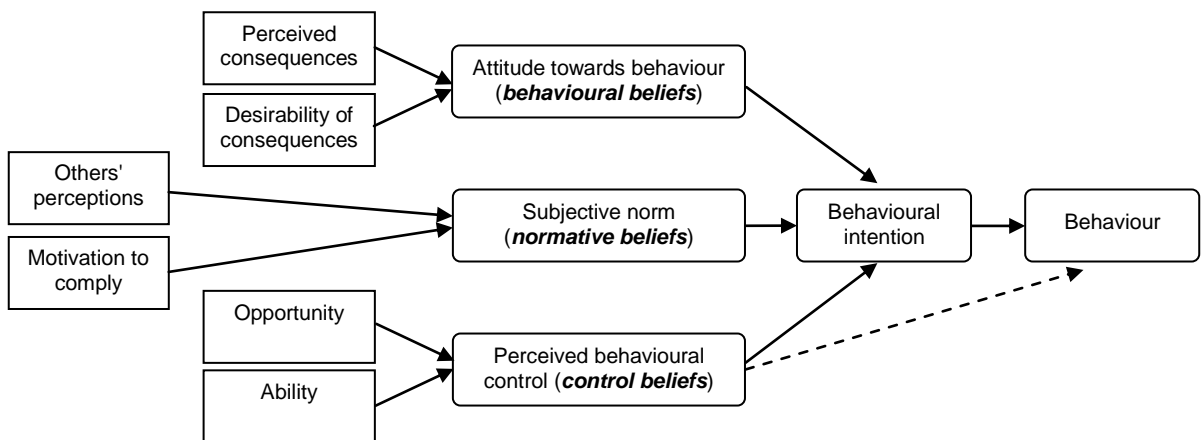 Perceived
consequences
Desirability of
consequences
Attitude towards behaviour
(behavioural beliefs)
Others'
perceptions
Motivation to
comply
Subjective norm
(normative beliefs)
Opportunity
Ability
Perceived behavioural
control (control beliefs)
Behavioural
intention
Behaviour